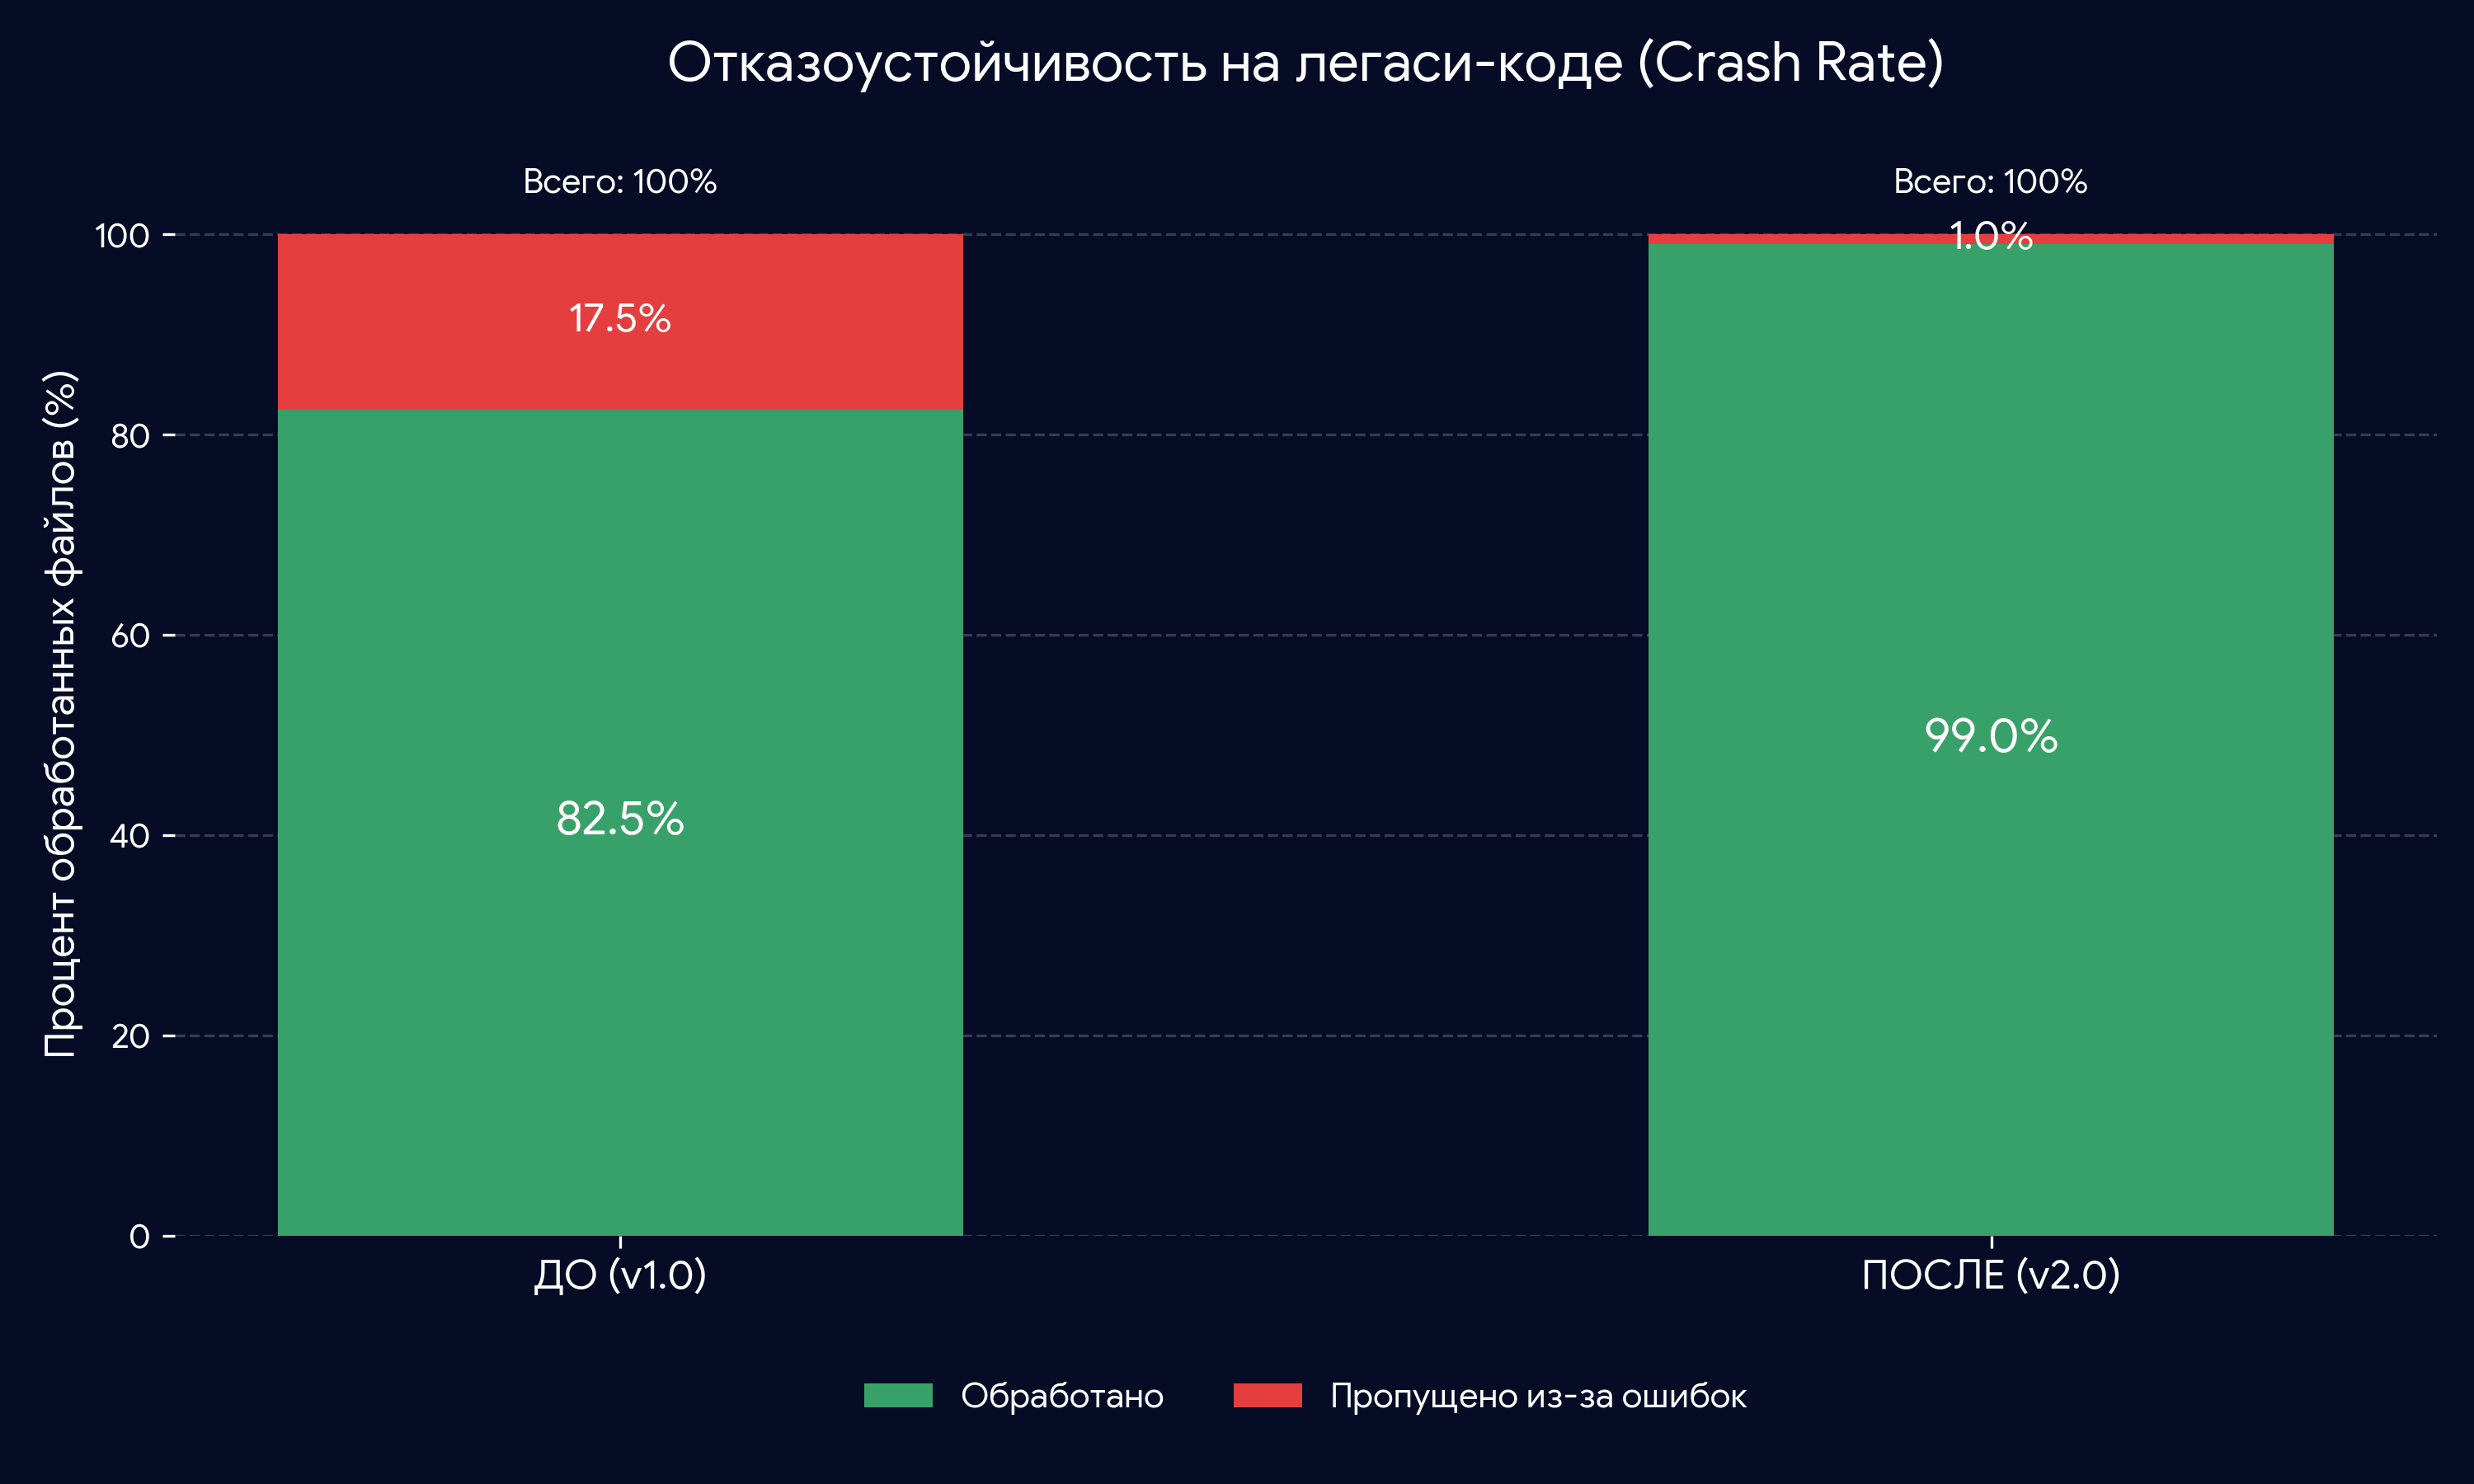 Отказоустойчивость на легаси-коде (Crash Rate)
Всего: 100%
Всего: 100%
Процент обработанных файлов (%)
100
80
60
40
20
0
17.5%
82.5%
1.0%
99.0%
ДО (v1.0)
ПОСЛЕ (v2.0)
Обработано
Пропущено из-за ошибок